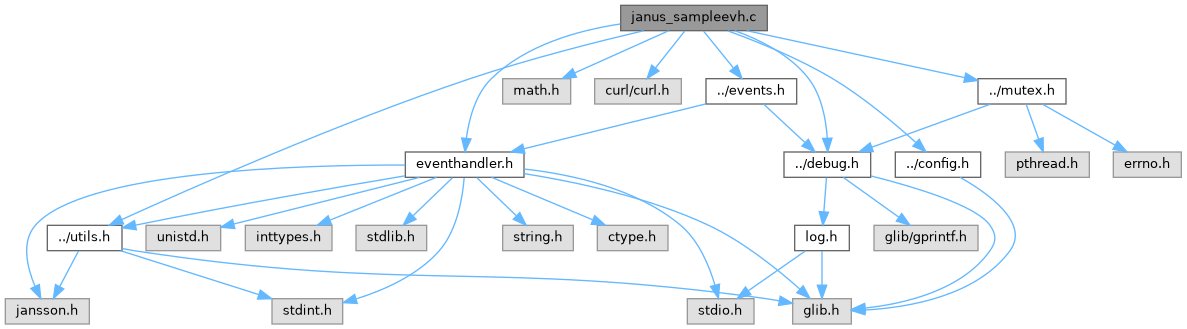 janus_sampleevh.c
math.h
curl/curl.h
../events.h
../mutex.h
eventhandler.h
../debug.h
../config.h
pthread.h
errno.h
../utils.h
unistd.h
inttypes.h
stdlib.h
string.h
ctype.h
log.h
glib/gprintf.h
jansson.h
stdint.h
stdio.h
glib.h